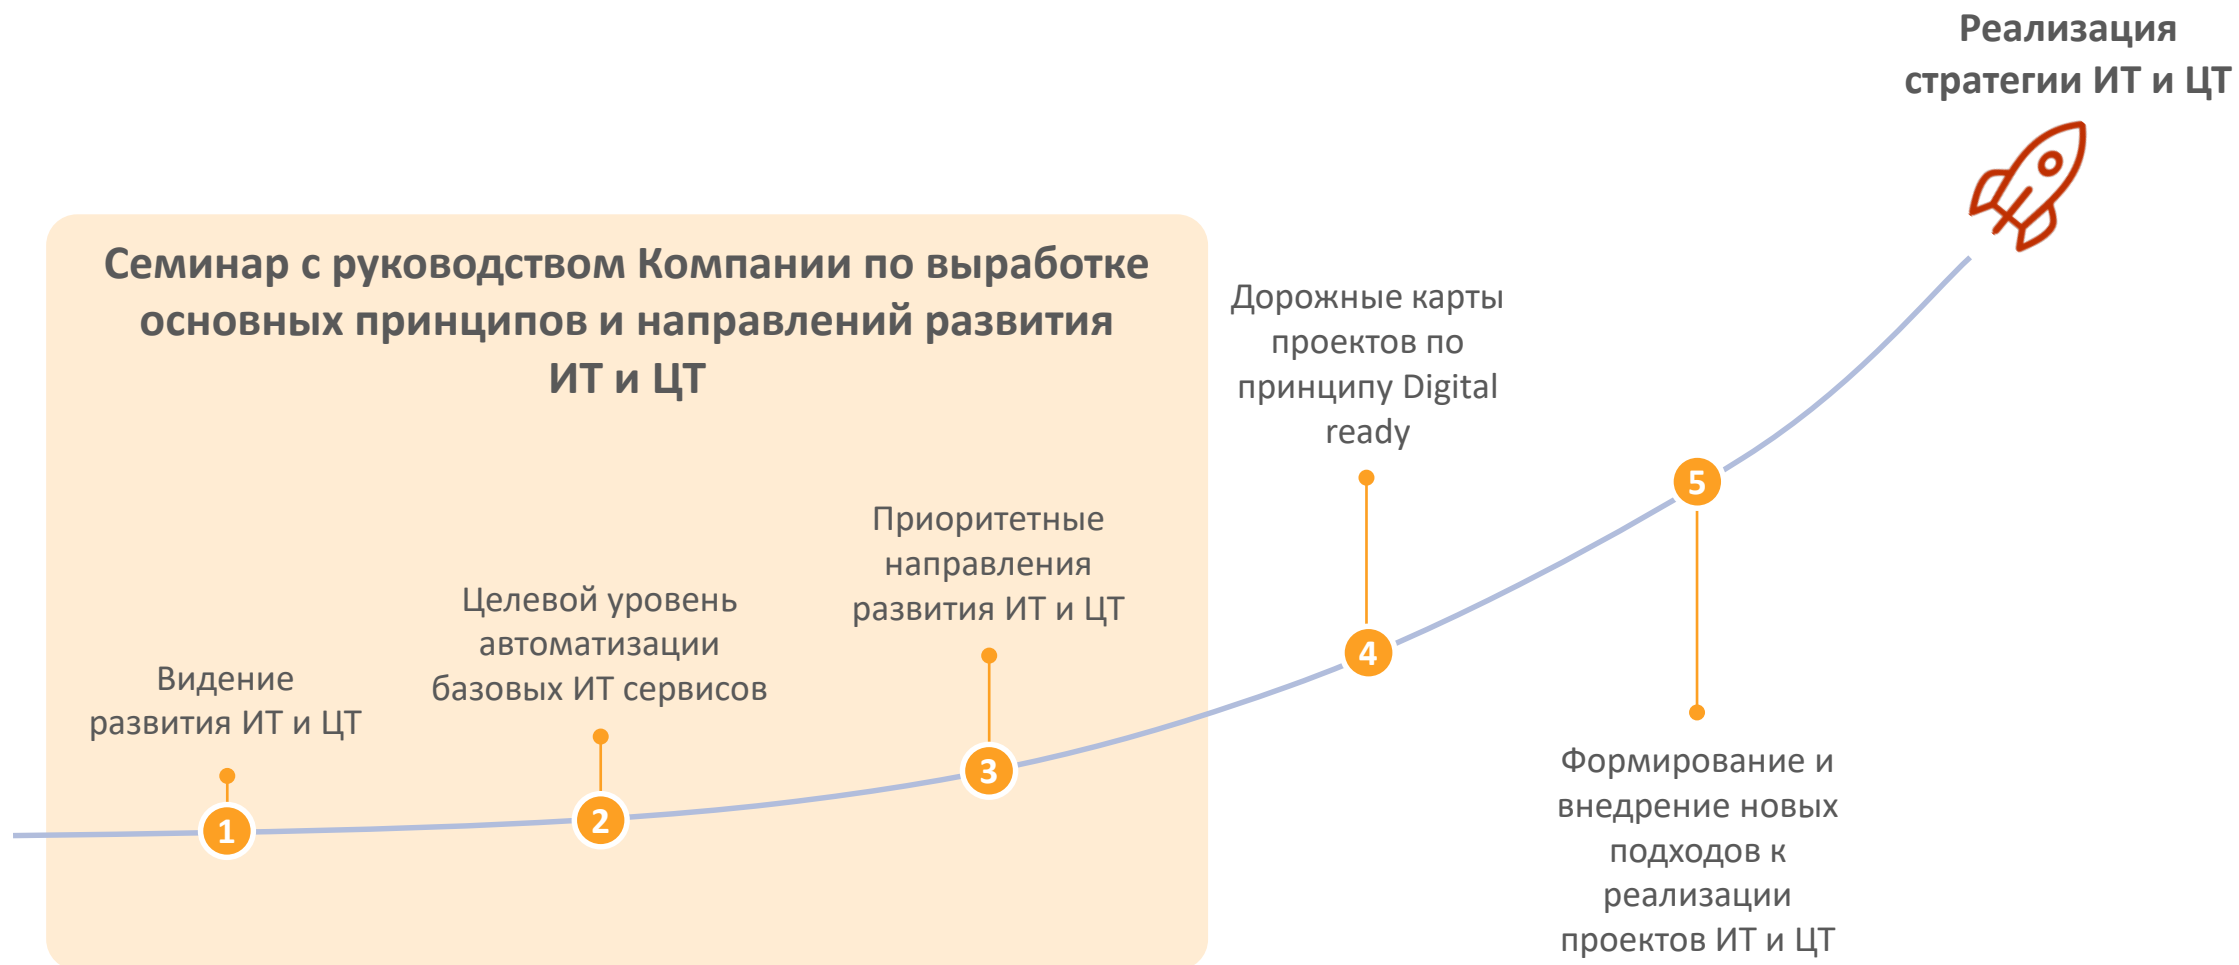 Реализация
стратегии ИТ и ЦТ
Семинар с руководством Компании по выработке
основных принципов и направлений развития
ИТ и ЦТ
Видение
развития ИТ и ЦТ
1
Целевой уровень
автоматизации
базовых ИТ сервисов
2
Приоритетные
направления
развития ИТ и ЦТ
3
Дорожные карты
проектов по
принципу Digital
ready
4
5
Формирование и
внедрение новых
подходов к
реализации
проектов ИТ и ЦТ